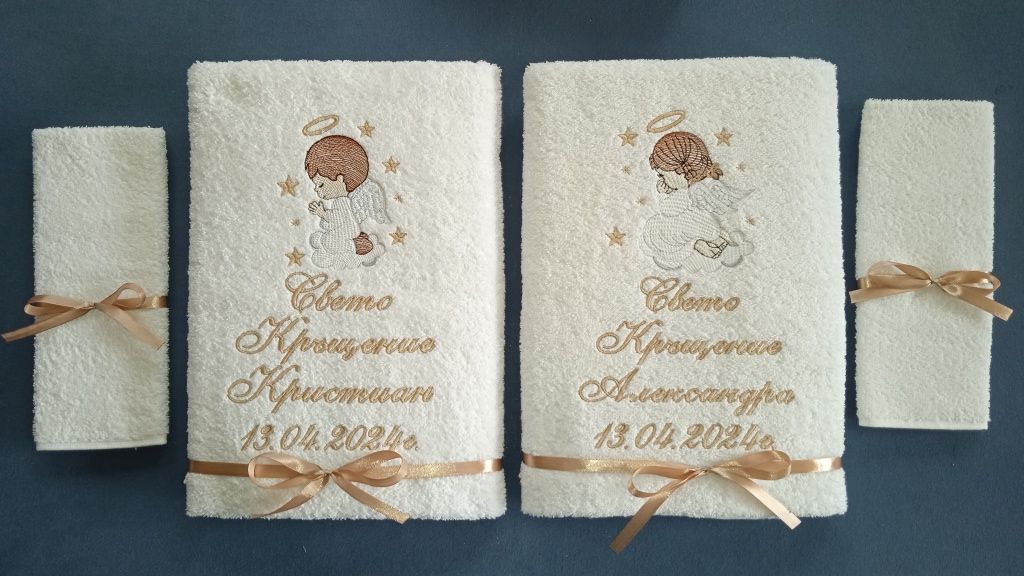 Свето
Кръщение
Кристиан
13.04.2024г.
Свето
Кръщение
Александра
13.04.2024г.